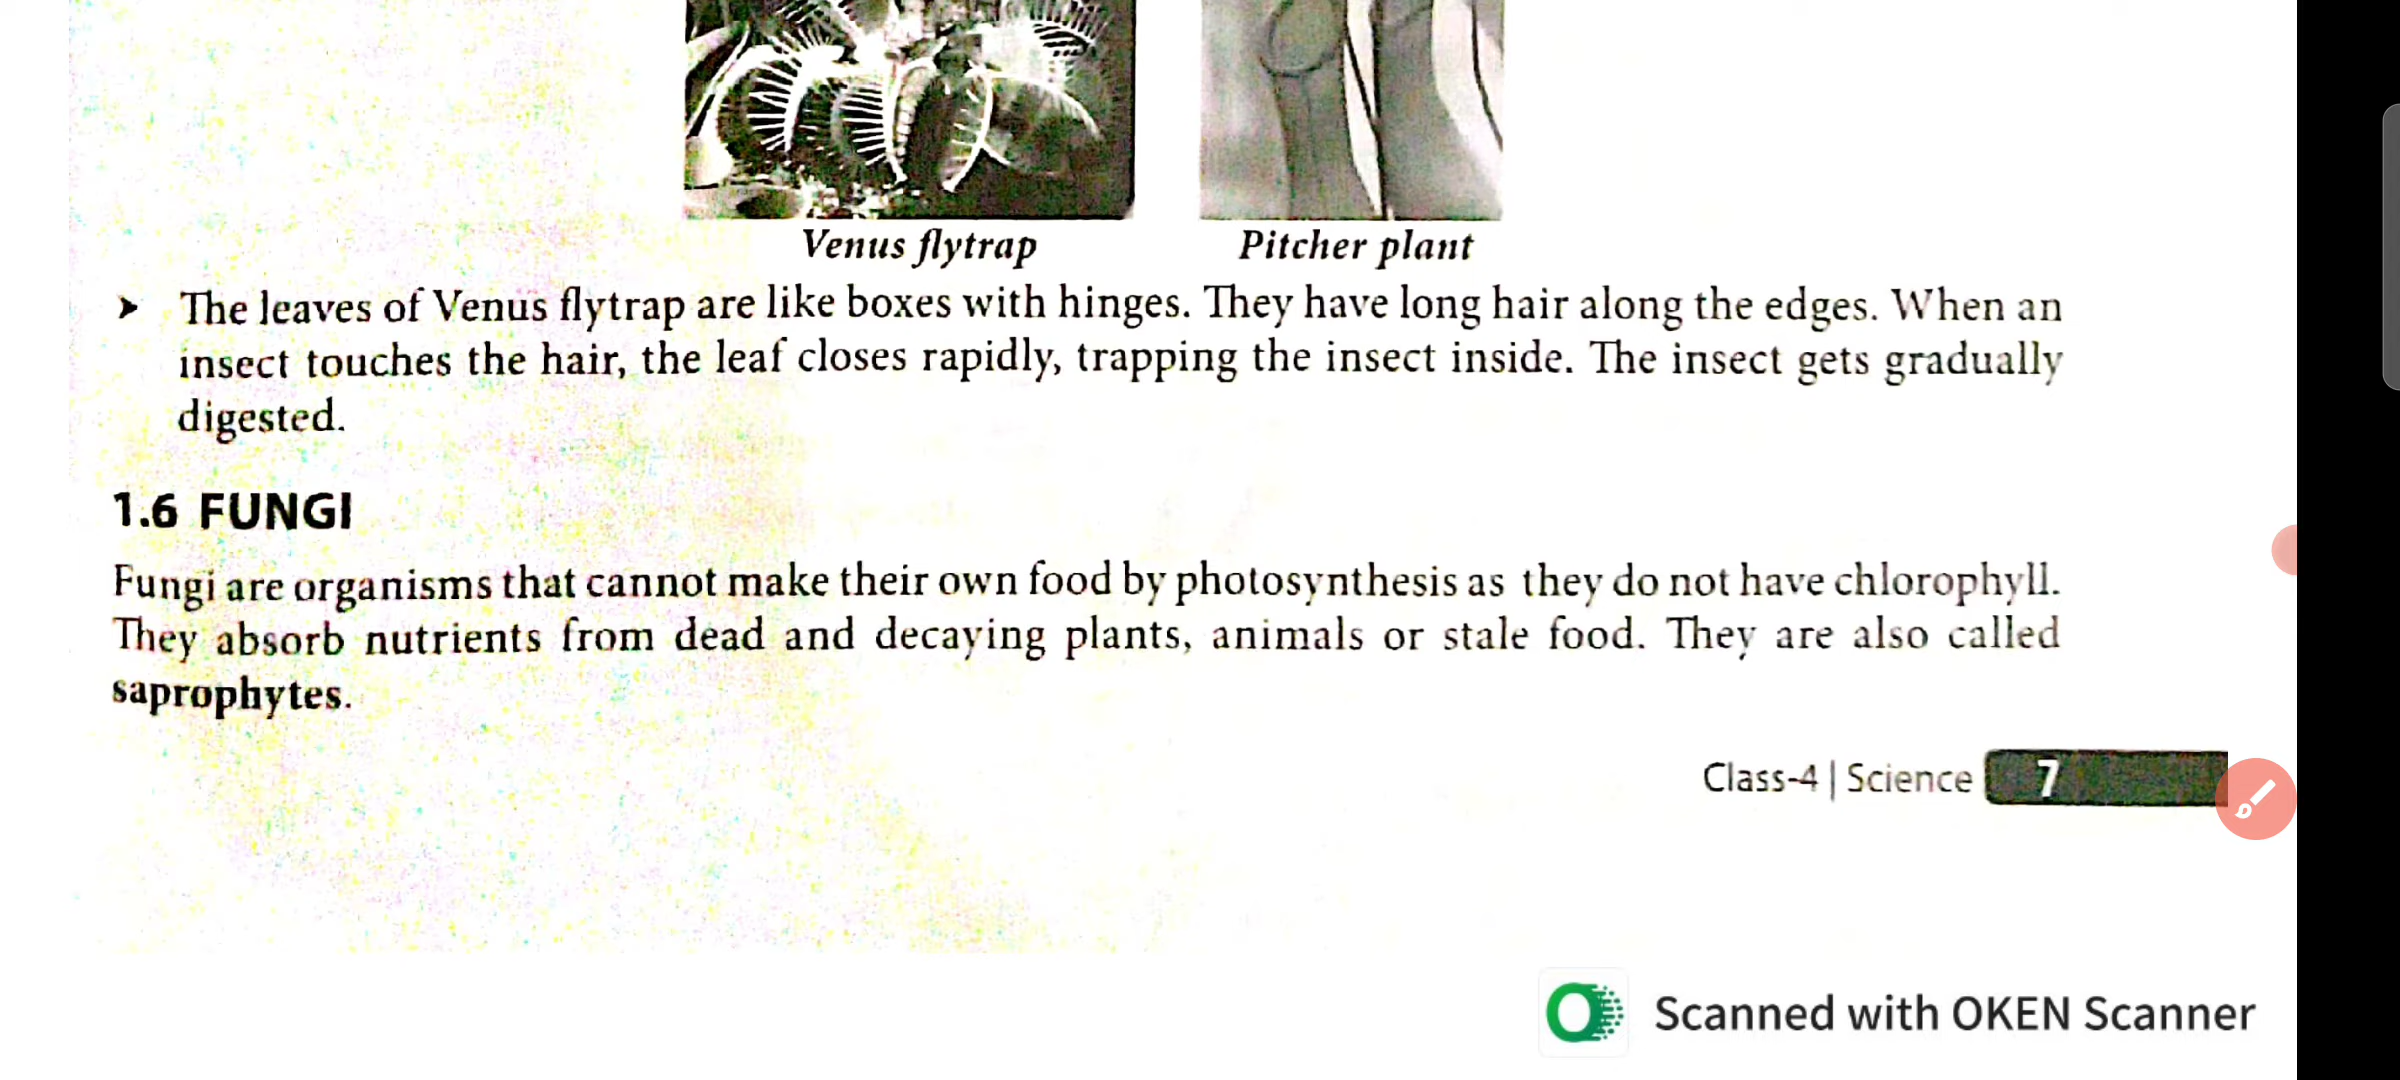 Venus flytrap
Pitcher plant
➤ The leaves of Venus flytrap are like boxes with hinges. They have long hair along the edges. When an
insect touches the hair, the leaf closes rapidly, trapping the insect inside. The insect gets gradually
digested.
1.6 FUNGI
Fungi are organisms that cannot make their own food by photosynthesis as they do not have chlorophyll.
They absorb nutrients from dead and decaying plants, animals or stale food. They are also called
saprophytes.
Class-4 | Science 7
Scanned with OKEN Scanner